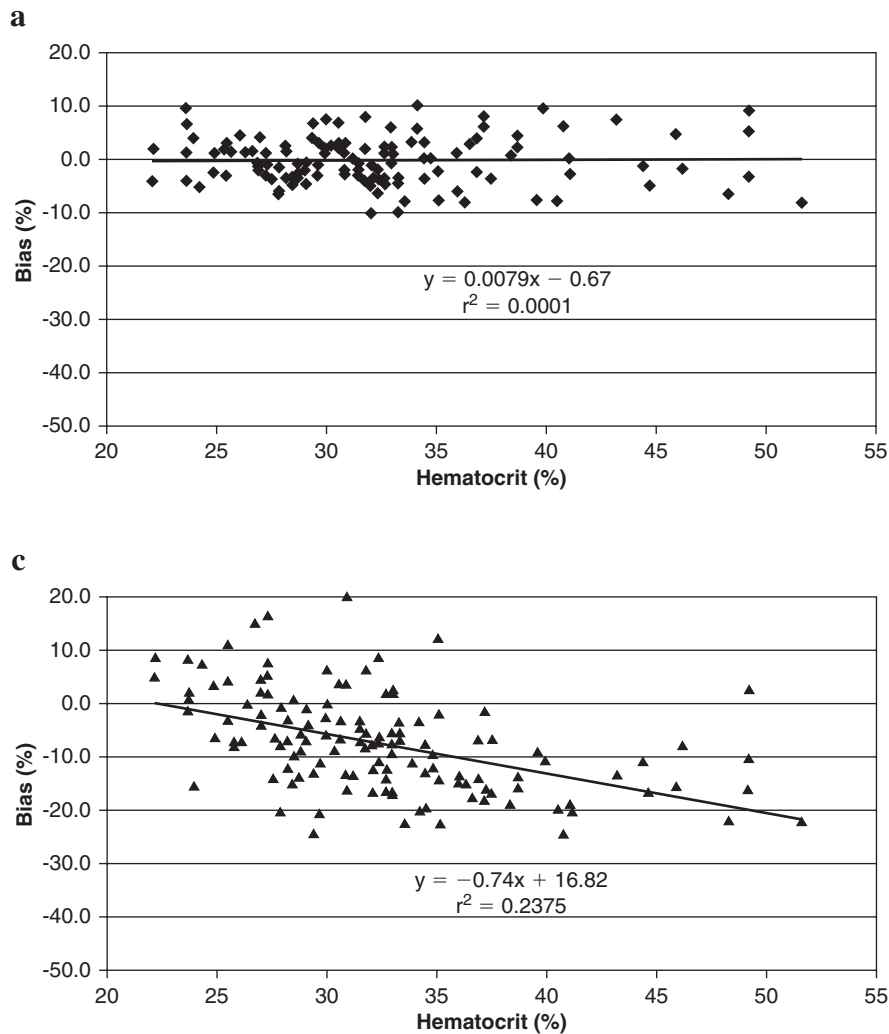 a
20.0
10.0
0.0
-10.0
-20.0
-30.0
-40.0
-50.0
Bias (%)
y = 0.0079x − 0.67
r² = 0.0001
20 25 30 35 40 45 50 55
Hematocrit (%)
c
20.0
10.0
0.0
-10.0
-20.0
-30.0
-40.0
-50.0
Bias (%)
y = −0.74x + 16.82
r² = 0.2375
20 25 30 35 40 45 50 55
Hematocrit (%)